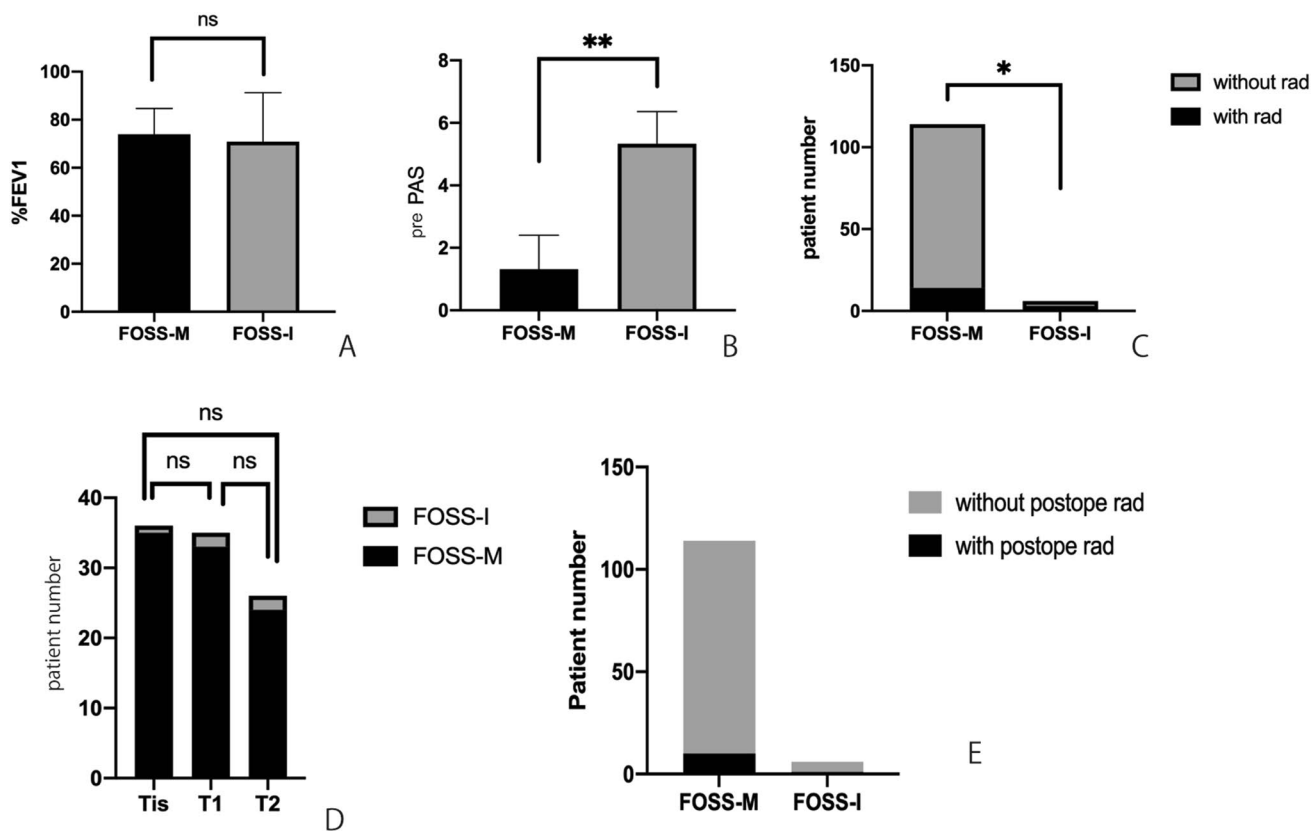 ns
%FEV1
100
80
60
40
20
0
FOSS-M FOSS-I
A
**
pre PAS
8
6
4
2
0
FOSS-M FOSS-I
B
*
patient number
150
100
50
0
FOSS-M FOSS-I
C
without rad
with rad
ns
ns ns
patient number
40
30
20
10
0
Tis T1 T2
D
FOSS-I
FOSS-M
Patient number
150
100
50
0
FOSS-M FOSS-I
E
without postope rad
with postope rad